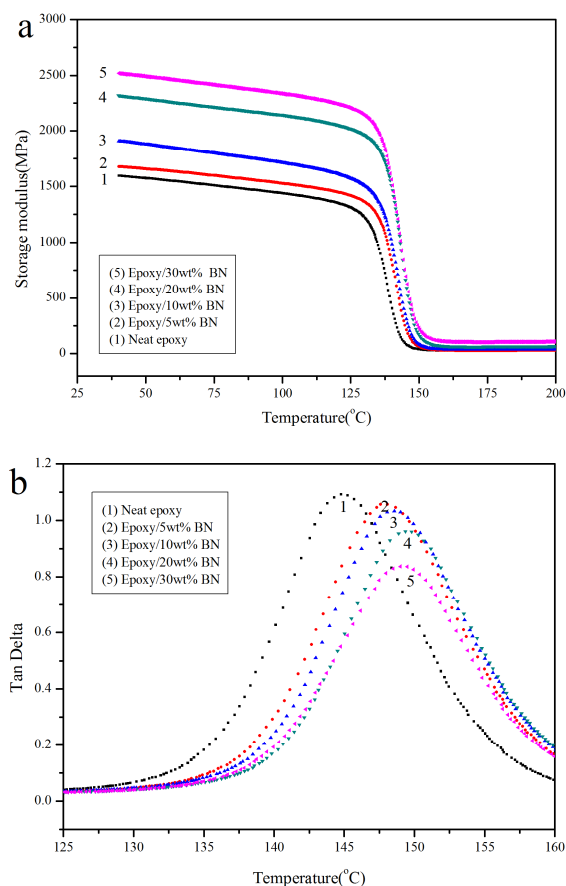 a
3000
2500
2000
1500
1000
500
0
Storage modulus(MPa)
5
4
3
2
1
(5) Epoxy/30wt% BN
(4) Epoxy/20wt% BN
(3) Epoxy/10wt% BN
(2) Epoxy/5wt% BN
(1) Neat epoxy
25 50 75 100 125 150 175 200
Temperature(°C)
b
1.2
1.0
0.8
0.6
0.4
0.2
0.0
Tan Delta
(1) Neat epoxy
(2) Epoxy/5wt% BN
(3) Epoxy/10wt% BN
(4) Epoxy/20wt% BN
(5) Epoxy/30wt% BN
1
2
3
4
5
125 130 135 140 145 150 155 160
Temperature(°C)